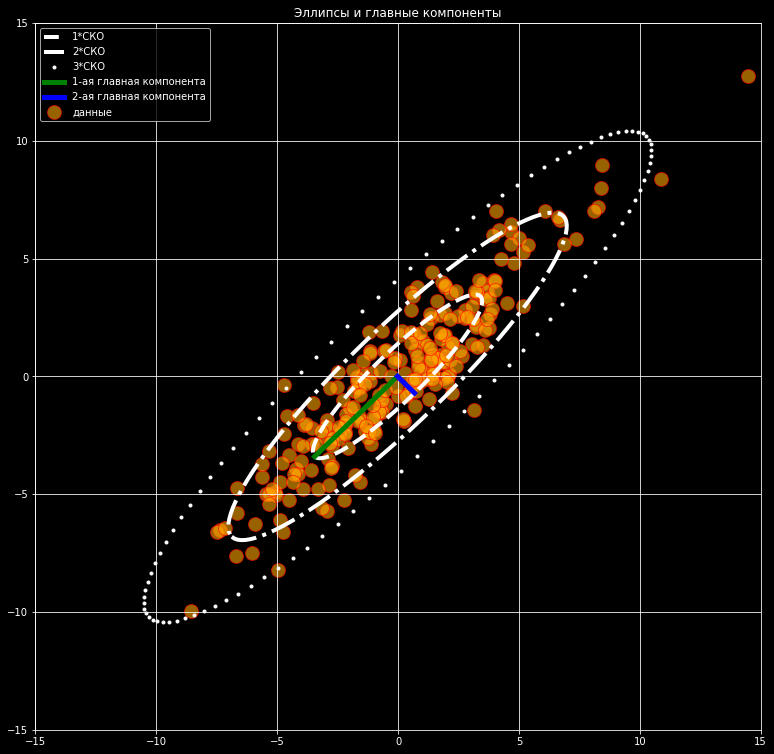 Эллипсы и главные компоненты
1*СКО
2*СКО
3*СКО
1-ая главная компонента
2-ая главная компонента
данные
15
10
5
0
−5
−10
−15
−15
−10
−5
0
5
10
15